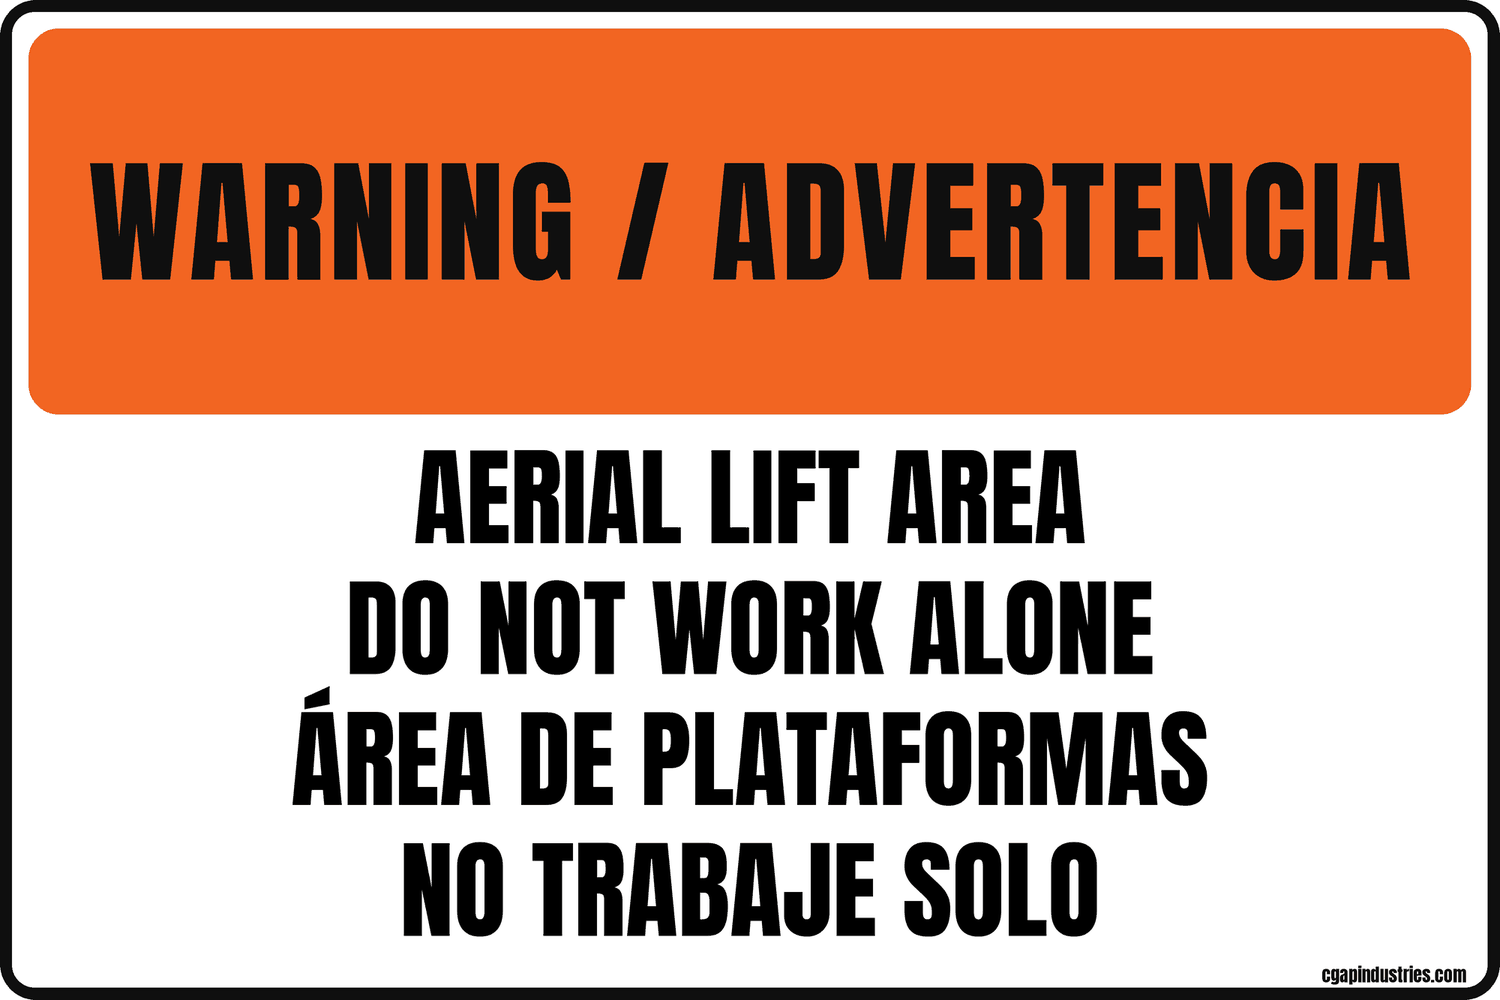 WARNING / ADVERTENCIA
AERIAL LIFT AREA
DO NOT WORK ALONE
ÁREA DE PLATAFORMAS
NO TRABAJE SOLO
cgapindustries.com